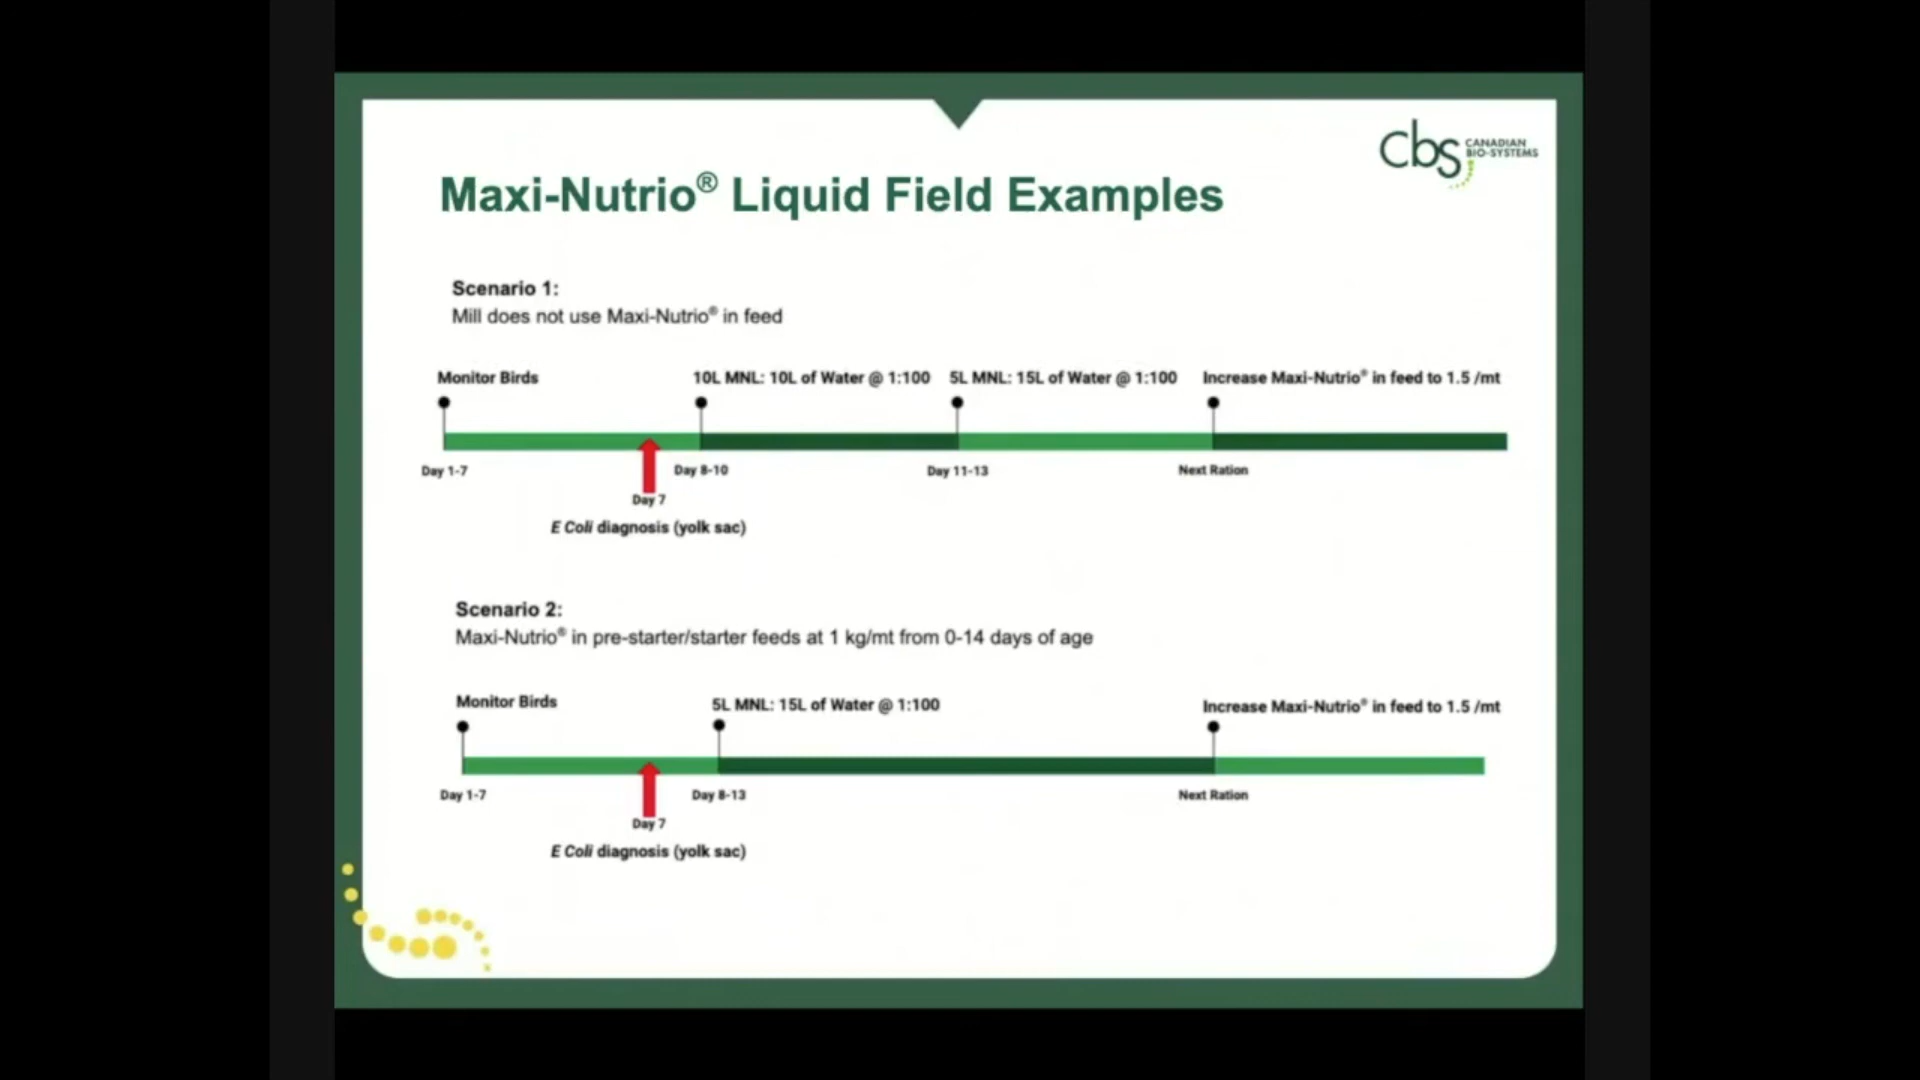 cbs CANADIAN
BIO-SYSTEMS
Maxi-Nutrio® Liquid Field Examples
Scenario 1:
Mill does not use Maxi-Nutrio® in feed
Monitor Birds
10L MNL: 10L of Water @ 1:100
5L MNL: 15L of Water @ 1:100
Increase Maxi-Nutrio® in feed to 1.5 /mt
Day 1-7
Day 8-10
Day 11-13
Next Ration
Day 7
E Coli diagnosis (yolk sac)
Scenario 2:
Maxi-Nutrio® in pre-starter/starter feeds at 1 kg/mt from 0-14 days of age
Monitor Birds
5L MNL: 15L of Water @ 1:100
Increase Maxi-Nutrio® in feed to 1.5 /mt
Day 1-7
Day 8-13
Next Ration
Day 7
E Coli diagnosis (yolk sac)